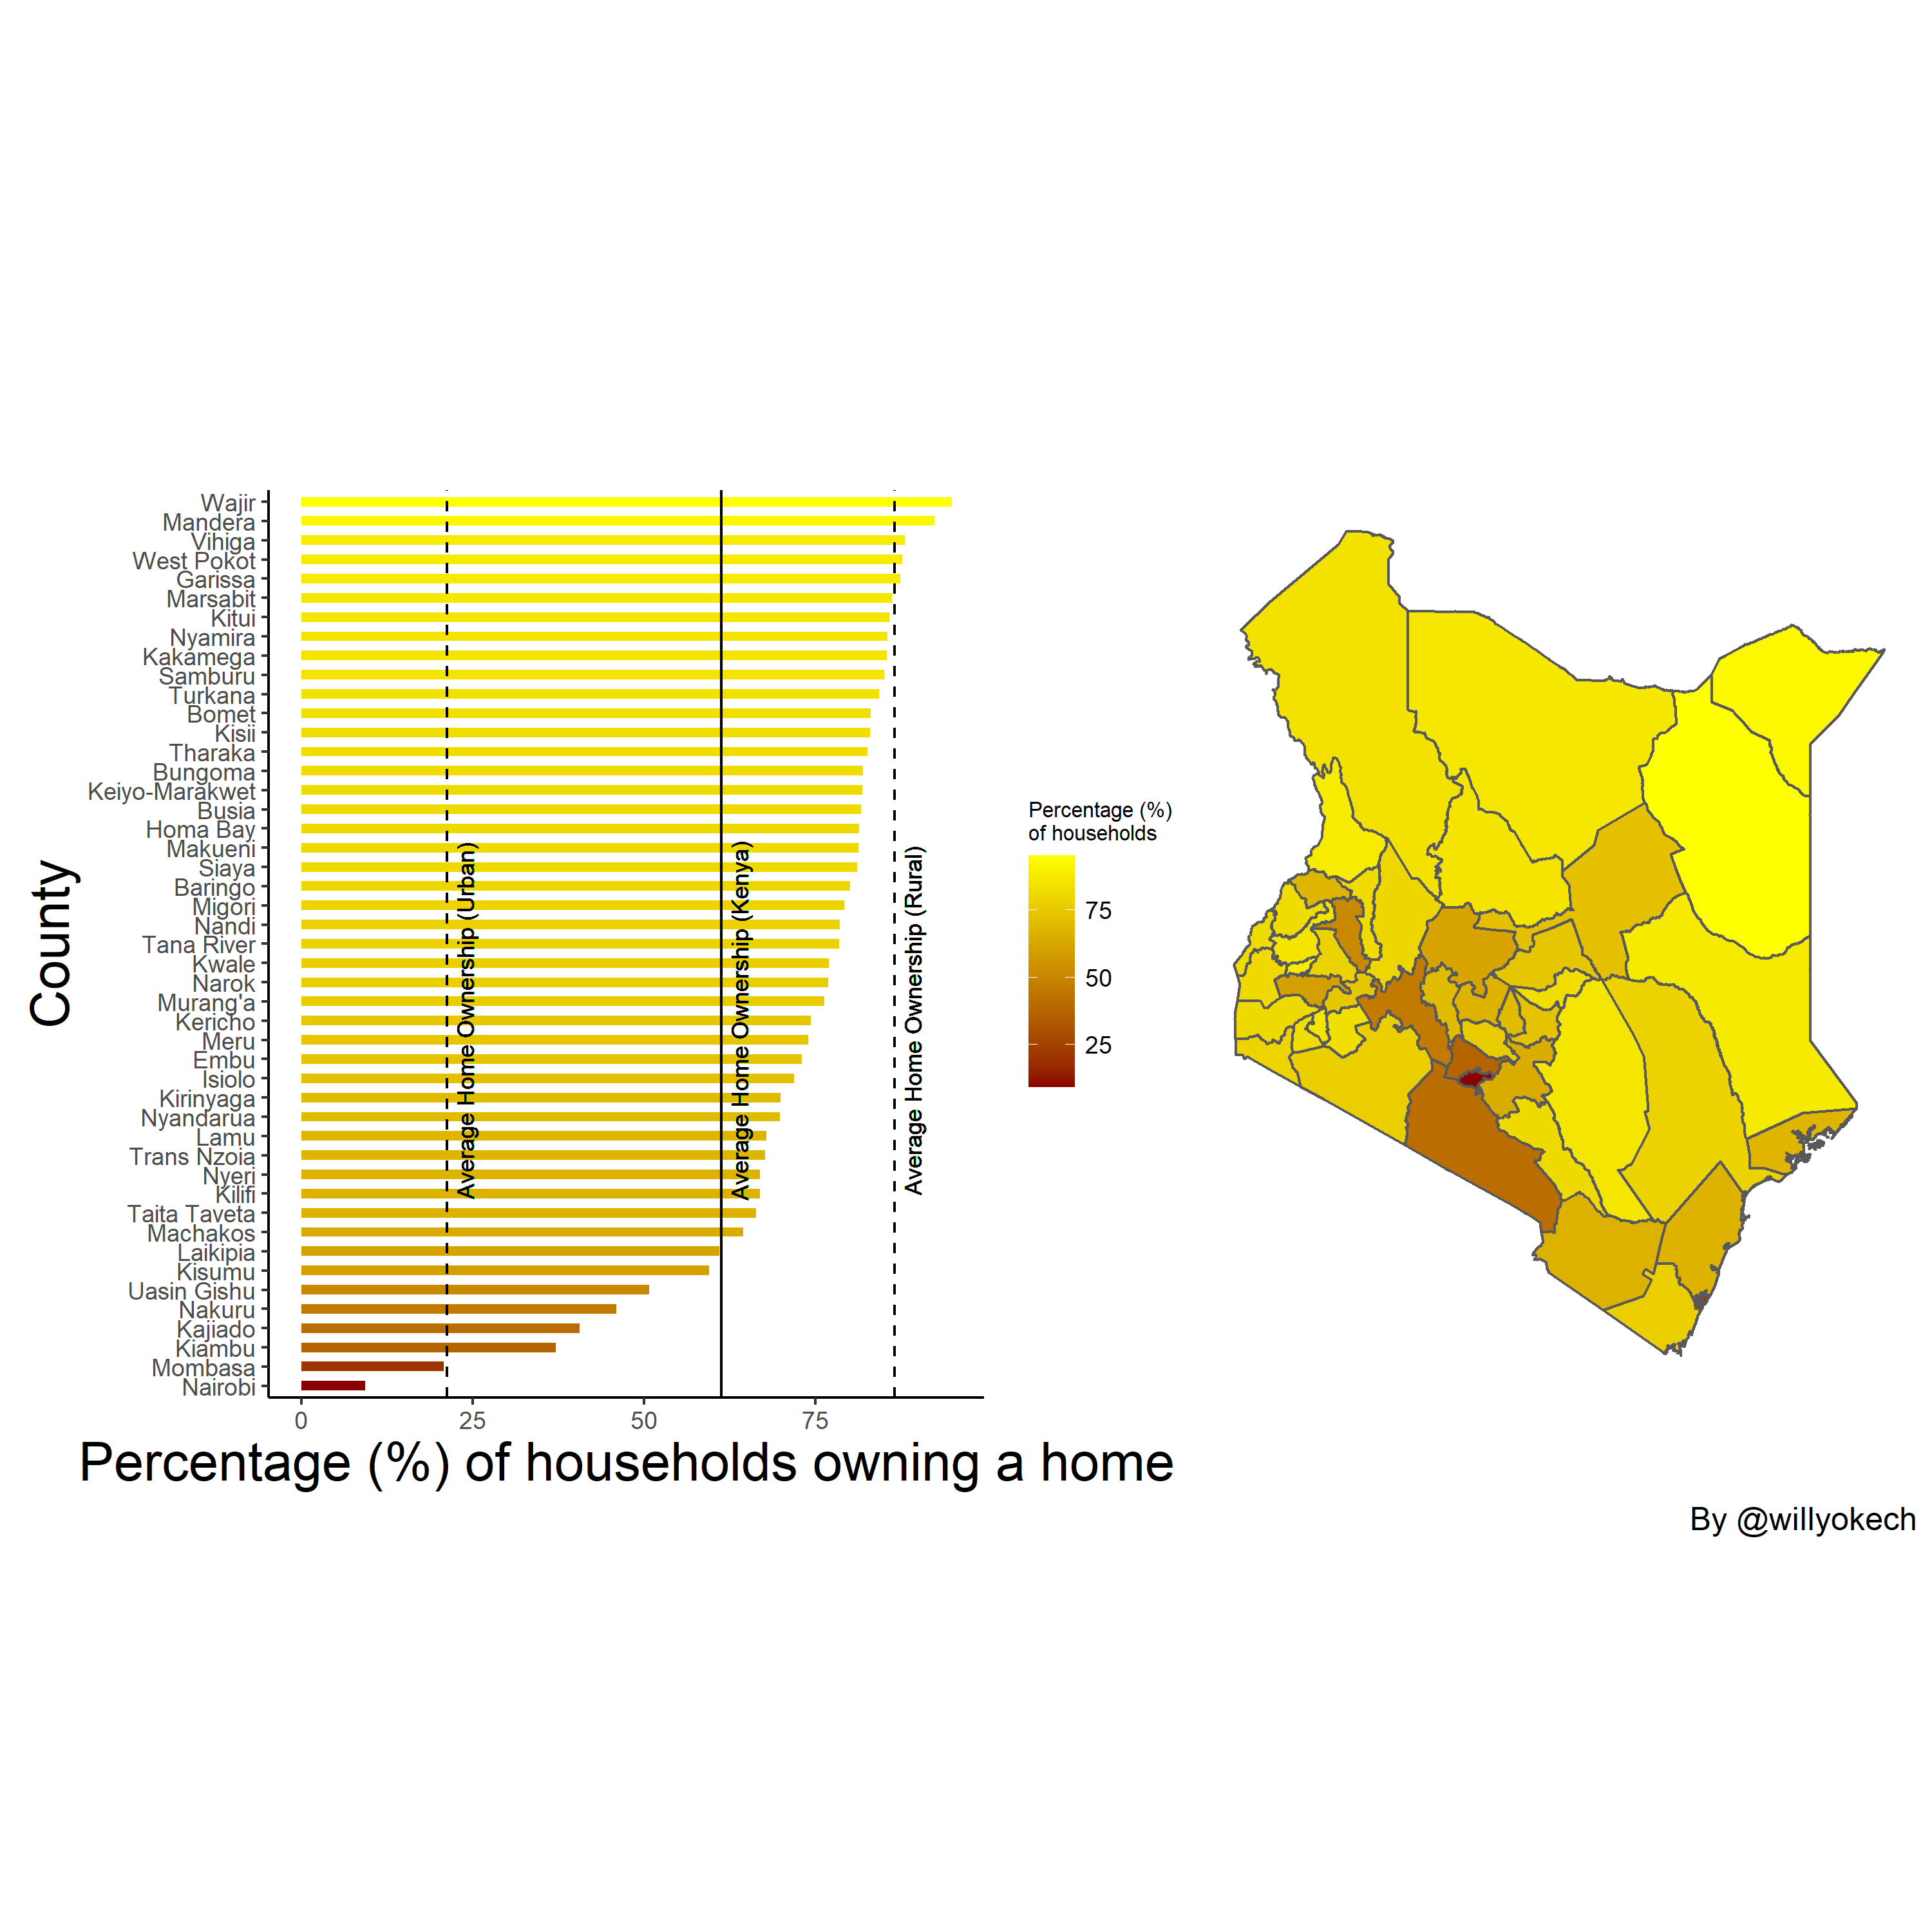 County
Wajir
Mandera
Vihiga
West Pokot
Garissa
Marsabit
Kitui
Nyamira
Kakamega
Samburu
Turkana
Bomet
Kisii
Tharaka
Bungoma
Keiyo-Marakwet
Busia
Homa Bay
Makueni
Siaya
Baringo
Migori
Nandi
Tana River
Kwale
Narok
Murang'a
Kericho
Meru
Embu
Isiolo
Kirinyaga
Nyandarua
Lamu
Trans Nzoia
Nyeri
Kilifi
Taita Taveta
Machakos
Laikipia
Kisumu
Uasin Gishu
Nakuru
Kajiado
Kiambu
Mombasa
Nairobi
Average Home Ownership (Urban)
Average Home Ownership (Kenya)
Average Home Ownership (Rural)
0
25
50
75
Percentage (%) of households owning a home
Percentage (%)
of households
75
50
25
By @willyokech